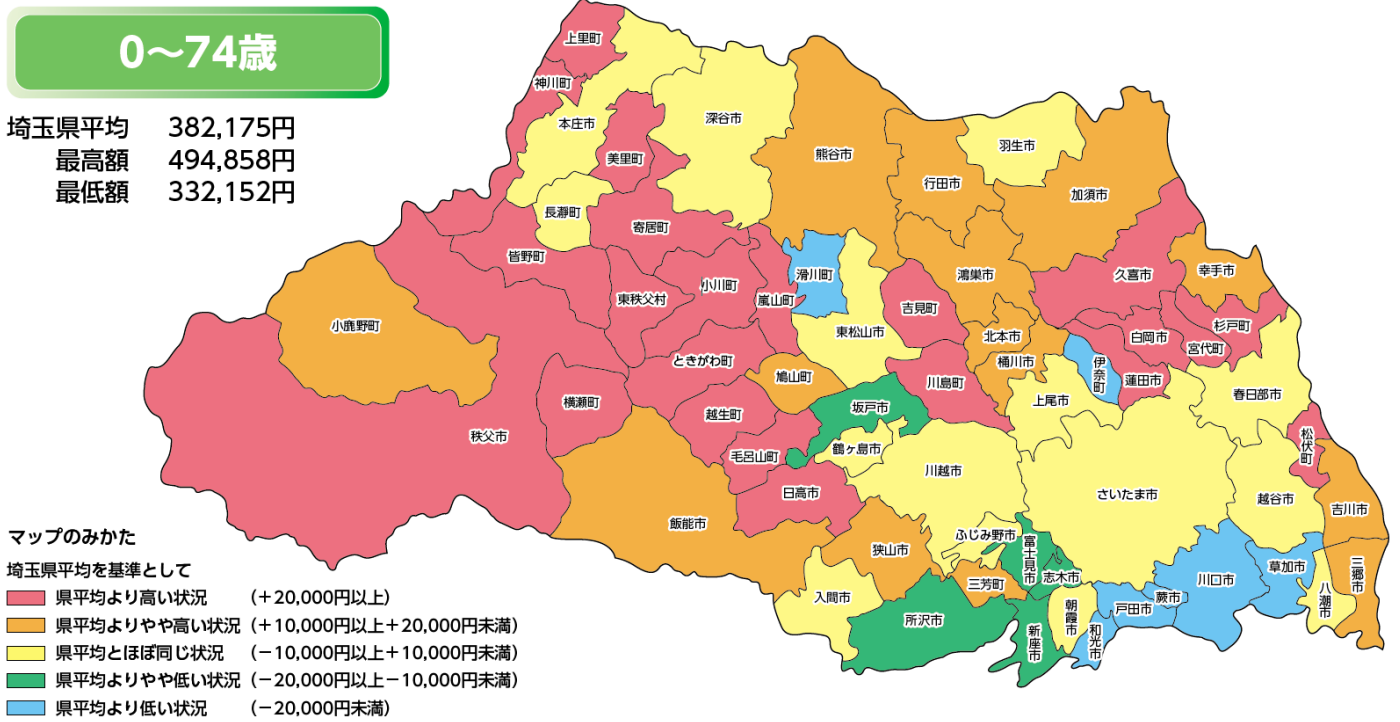 0～74歳
埼玉県平均 382,175円
最高額 494,858円
最低額 332,152円
上里町
神川町
本庄市
深谷市
美里町
熊谷市
羽生市
行田市
加須市
長瀞町
寄居町
皆野町
滑川町
鴻巣市
久喜市
幸手市
小川町
東秩父村
嵐山町
吉見町
小鹿野町
東松山市
北本市
白岡市
杉戸町
宮代町
ときがわ町
桶川市
伊奈町
鳩山町
川島町
蓮田市
横瀬町
坂戸市
上尾市
春日部市
越生町
秩父市
鶴ヶ島市
松伏町
毛呂山町
川越市
日高市
さいたま市
越谷市
吉川市
飯能市
ふじみ野市
狭山市
富士見市
志木市
三芳町
川口市
草加市
三郷市
入間市
八潮市
戸田市
蕨市
朝霞市
所沢市
新座市
和光市
マップのみかた
埼玉県平均を基準として
県平均より高い状況 （＋20,000円以上）
県平均よりやや高い状況（＋10,000円以上＋20,000円未満）
県平均とほぼ同じ状況 （－10,000円以上＋10,000円未満）
県平均よりやや低い状況（－20,000円以上－10,000円未満）
県平均より低い状況 （－20,000円未満）